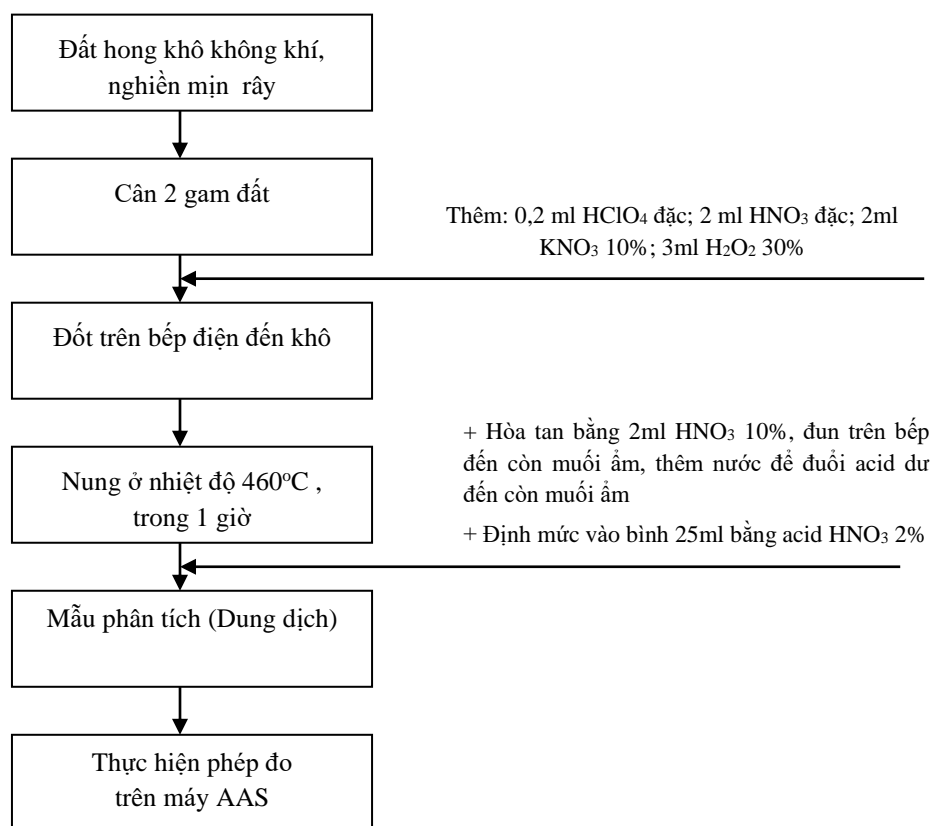 Đất hong khô không khí,
nghiền mịn rây
Cân 2 gam đất
Thêm: 0,2 ml HClO₄ đặc; 2 ml HNO₃ đặc; 2ml
KNO₃ 10%; 3ml H₂O₂ 30%
Đốt trên bếp điện đến khô
Nung ở nhiệt độ 460°C ,
trong 1 giờ
+ Hòa tan bằng 2ml HNO₃ 10%, đun trên bếp
đến còn muối ẩm, thêm nước để đuổi acid dư
đến còn muối ẩm
+ Định mức vào bình 25ml bằng acid HNO₃ 2%
Mẫu phân tích (Dung dịch)
Thực hiện phép đo
trên máy AAS